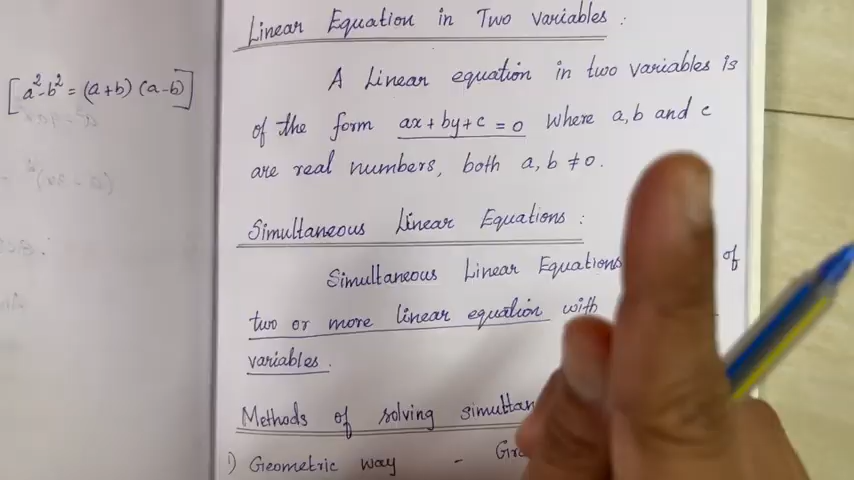 [a²-b² = (a+b) (a-b)]
Linear Equation in Two variables :
A Linear equation in two variables is
of the form ax + by + c = 0 where a, b and c
are real numbers, both a, b ≠ 0.
Simultaneous Linear Equations :
Simultaneous Linear Equations of
two or more linear equation with
variables.
Methods of solving
i) Geometric way -